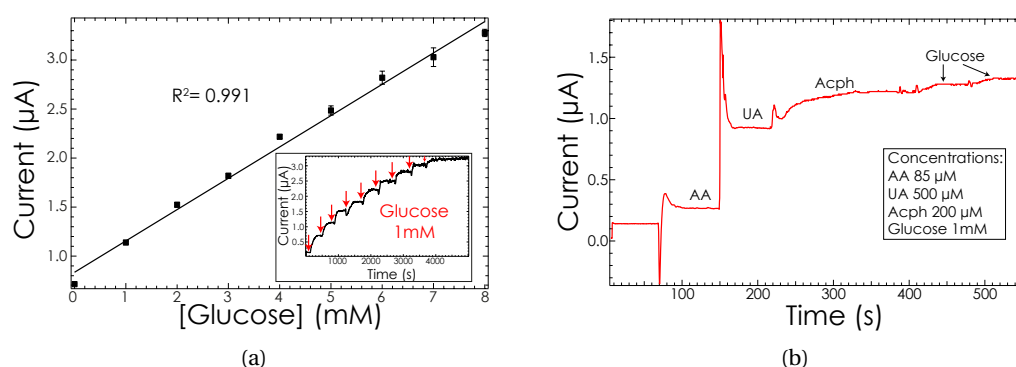 Current (µA)
3.0
2.5
2.0
1.5
1.0
R²= 0.991
Current (µA)
3.0
2.5
2.0
1.5
1.0
0.5
Glucose
1mM
1000 2000 3000 4000
Time (s)
0 1 2 3 4 5 6 7 8
[Glucose] (mM)
(a)
Current (µA)
1.5
1.0
0.5
0.0
AA
UA
Acph
Glucose
Concentrations:
AA 85 µM
UA 500 µM
Acph 200 µM
Glucose 1mM
100 200 300 400 500
Time (s)
(b)